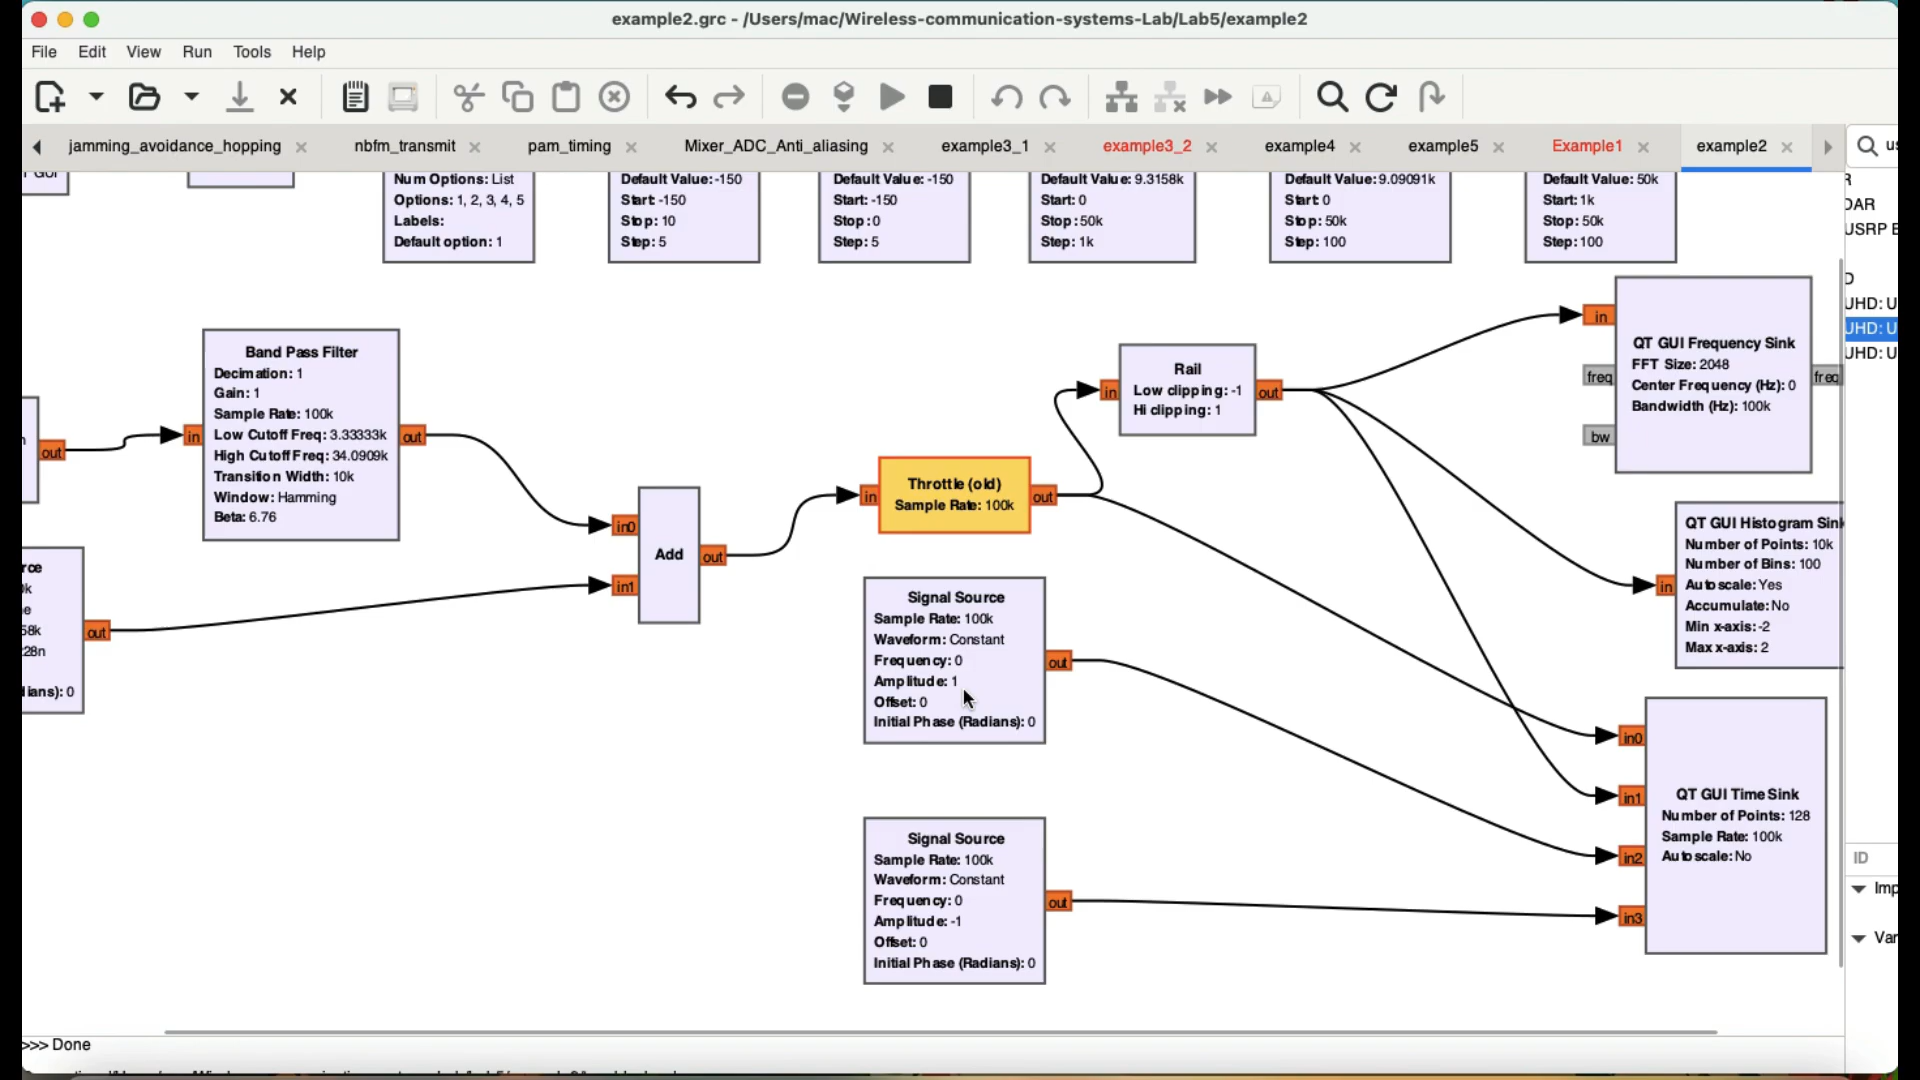 example2.grc - /Users/mac/Wireless-communication-systems-Lab/Lab5/example2
File Edit View Run Tools Help
jamming_avoidance_hopping nbfm_transmit pam_timing Mixer_ADC_Anti_aliasing example3_1 example3_2 example4 example5 Example1 example2
Num Options: List
Options: 1, 2, 3, 4, 5
Labels:
Default option: 1
Default Value: -150
Start: -150
Stop: 10
Step: 5
Default Value: -150
Start: -150
Stop: 0
Step: 5
Default Value: 9.3158k
Start: 0
Stop: 50k
Step: 1k
Default Value: 9.09091k
Start: 0
Stop: 50k
Step: 100
Default Value: 50k
Start: 1k
Stop: 50k
Step: 100
out
in
Band Pass Filter
Decimation: 1
Gain: 1
Sample Rate: 100k
Low Cutoff Freq: 3.33333k
High Cutoff Freq: 34.0909k
Transition Width: 10k
Window: Hamming
Beta: 6.76
out
rce
0k
e
58k
28n
dians): 0
out
in0
in1
Add
out
in
Throttle (old)
Sample Rate: 100k
out
in
Rail
Low clipping: -1
Hi clipping: 1
out
Signal Source
Sample Rate: 100k
Waveform: Constant
Frequency: 0
Amplitude: 1
Offset: 0
Initial Phase (Radians): 0
out
Signal Source
Sample Rate: 100k
Waveform: Constant
Frequency: 0
Amplitude: -1
Offset: 0
Initial Phase (Radians): 0
out
in
freq
bw
QT GUI Frequency Sink
FFT Size: 2048
Center Frequency (Hz): 0
Bandwidth (Hz): 100k
freq
in
QT GUI Histogram Sink
Number of Points: 10k
Number of Bins: 100
Autoscale: Yes
Accumulate: No
Min x-axis: -2
Max x-axis: 2
in0
in1
in2
in3
QT GUI Time Sink
Number of Points: 128
Sample Rate: 100k
Autoscale: No
us
R
DAR
USRP E
D
UHD: U
UHD: U
UHD: U
ID
Imp
Var
>>> Done